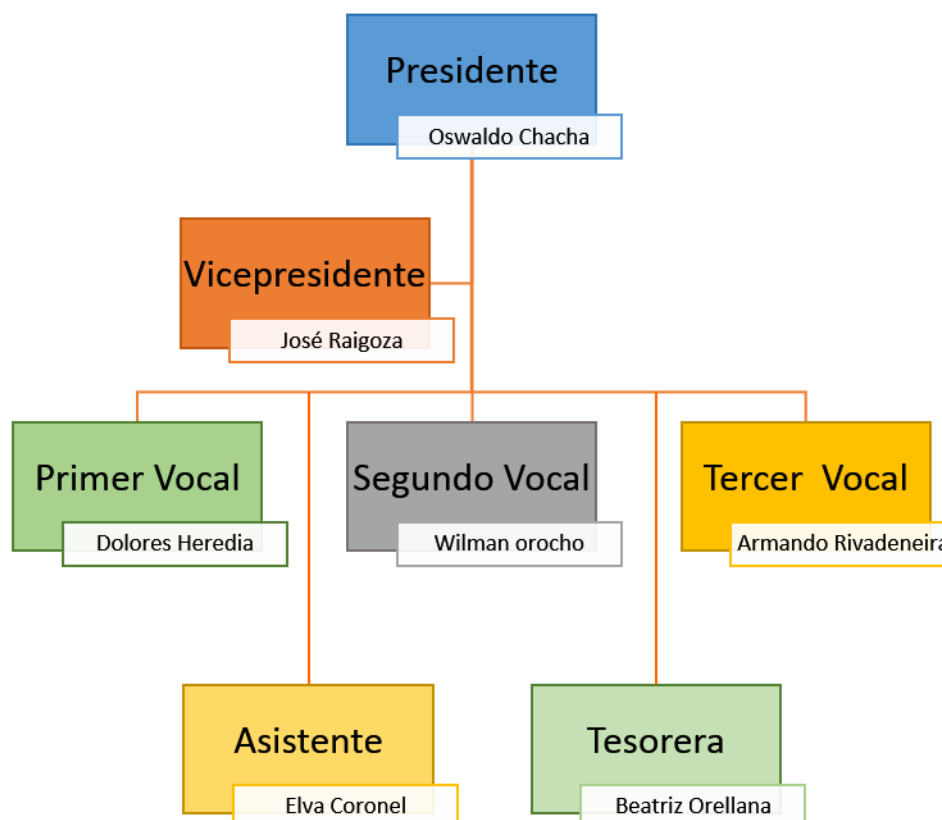 Presidente
Oswaldo Chacha
Vicepresidente
José Raigoza
Primer Vocal
Dolores Heredia
Segundo Vocal
Wilman orocho
Tercer Vocal
Armando Rivadeneira
Asistente
Elva Coronel
Tesorera
Beatriz Orellana